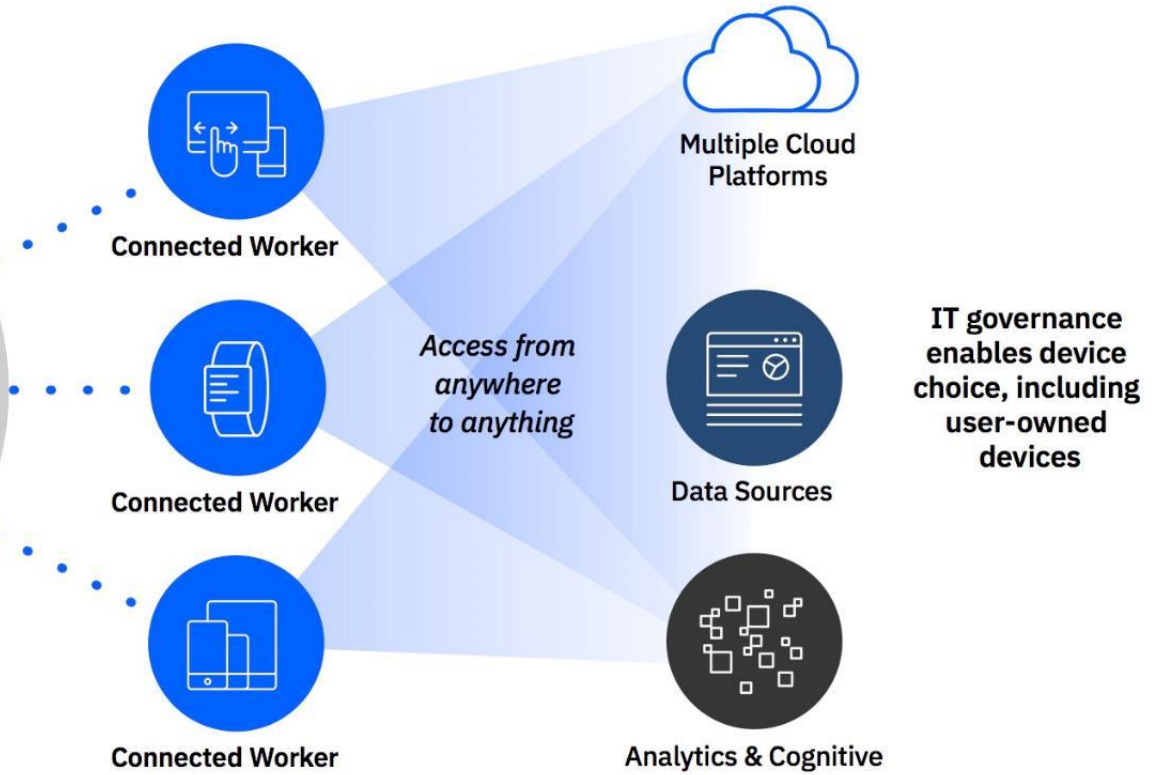 Multiple Cloud
Platforms
Connected Worker
Access from
anywhere
to anything
IT governance
enables device
choice, including
user-owned
devices
Connected Worker
Data Sources
Connected Worker
Analytics & Cognitive